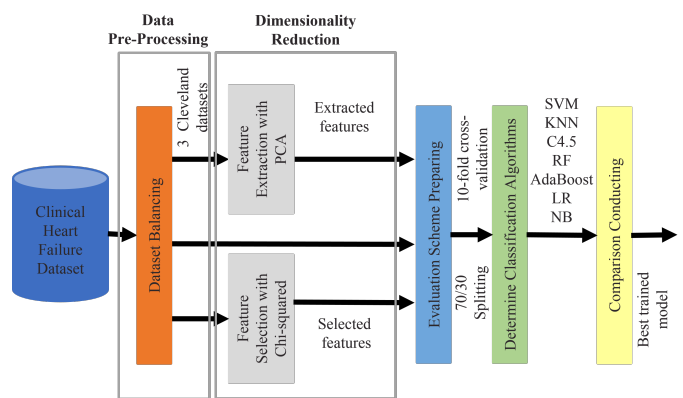 Data
Pre-Processing
Dimensionality
Reduction
Clinical
Heart
Failure
Dataset
Dataset Balancing
3 Cleveland
datasets
Feature
Extraction with
PCA
Extracted
features
Feature
Selection with
Chi-squared
Selected
features
Evaluation Scheme Preparing
10-fold cross-
validation
70/30
Splitting
Determine Classification Algorithms
SVM
KNN
C4.5
RF
AdaBoost
LR
NB
Comparison Conducting
Best trained
model